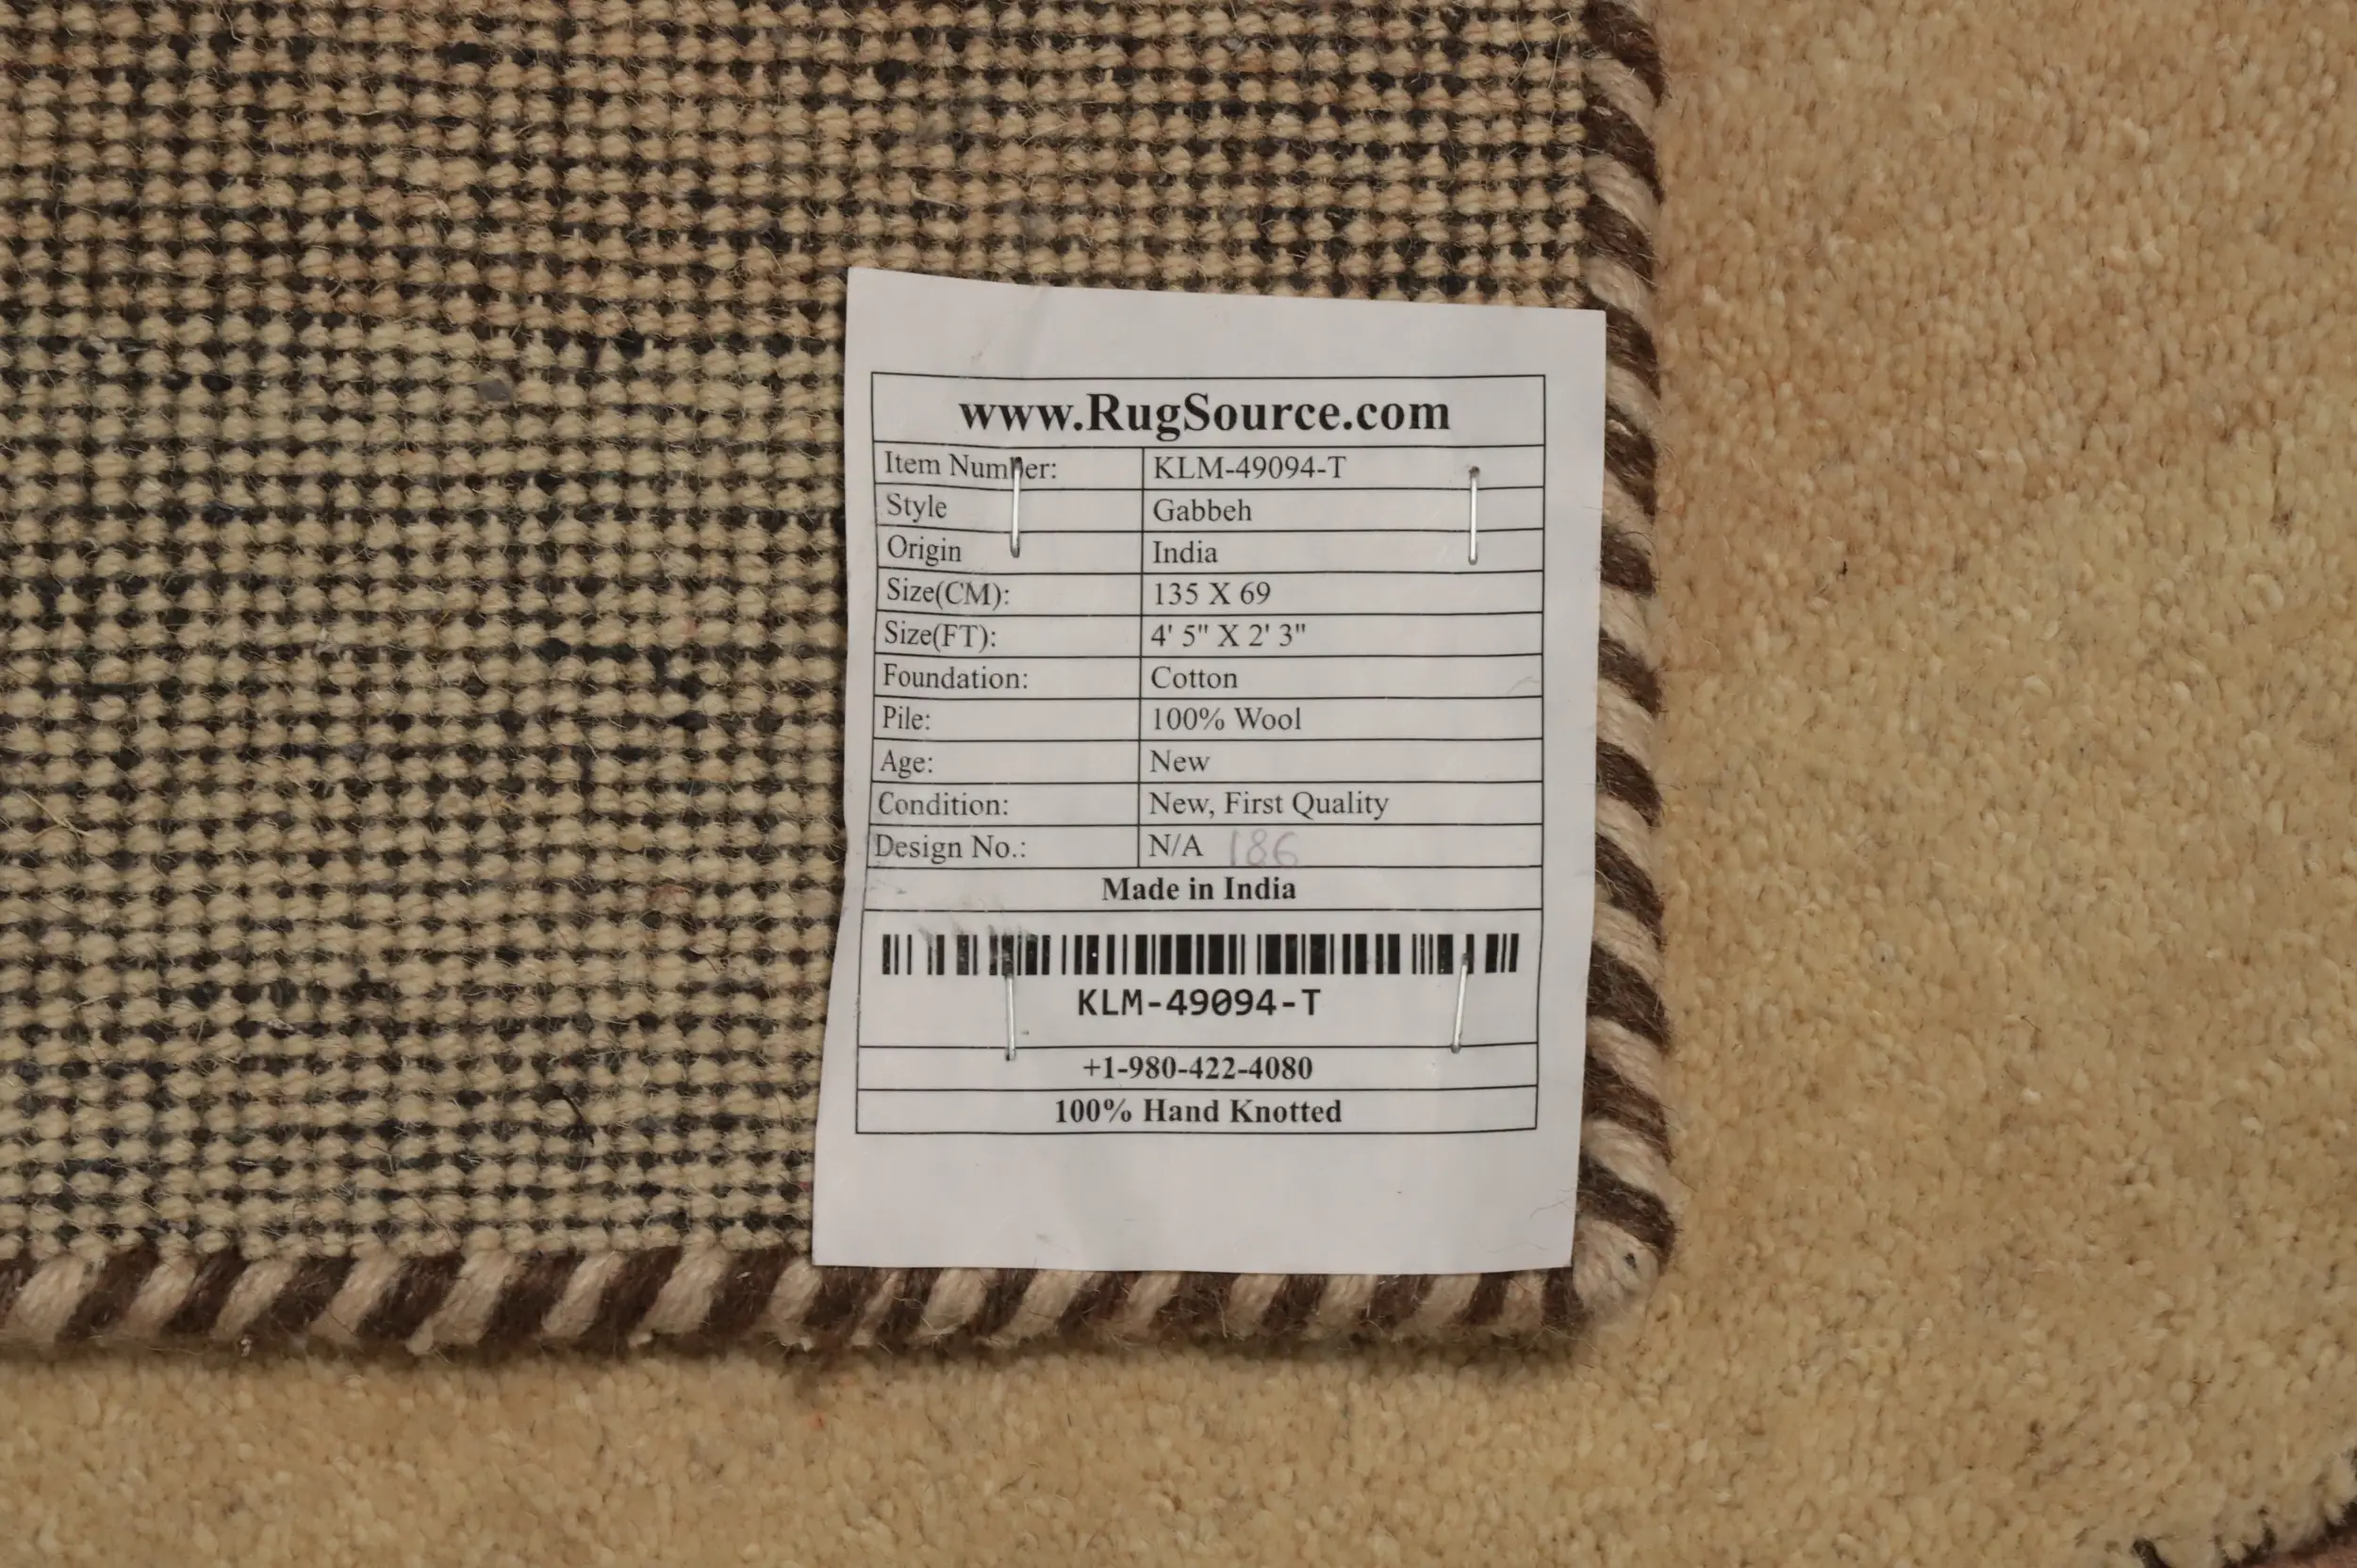 www.RugSource.com
Item Number: KLM-49094-T
Style Gabbeh
Origin India
Size(CM): 135 X 69
Size(FT): 4' 5" X 2' 3"
Foundation: Cotton
Pile: 100% Wool
Age: New
Condition: New, First Quality
Design No.: N/A 186
Made in India
KLM-49094-T
+1-980-422-4080
100% Hand Knotted